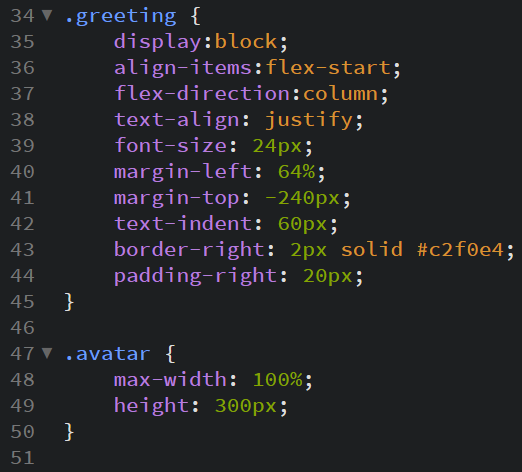 34 ▼ .greeting {
35 display:block;
36 align-items:flex-start;
37 flex-direction:column;
38 text-align: justify;
39 font-size: 24px;
40 margin-left: 64%;
41 margin-top: -240px;
42 text-indent: 60px;
43 border-right: 2px solid #c2f0e4;
44 padding-right: 20px;
45 }
46
47 ▼ .avatar {
48 max-width: 100%;
49 height: 300px;
50 }
51